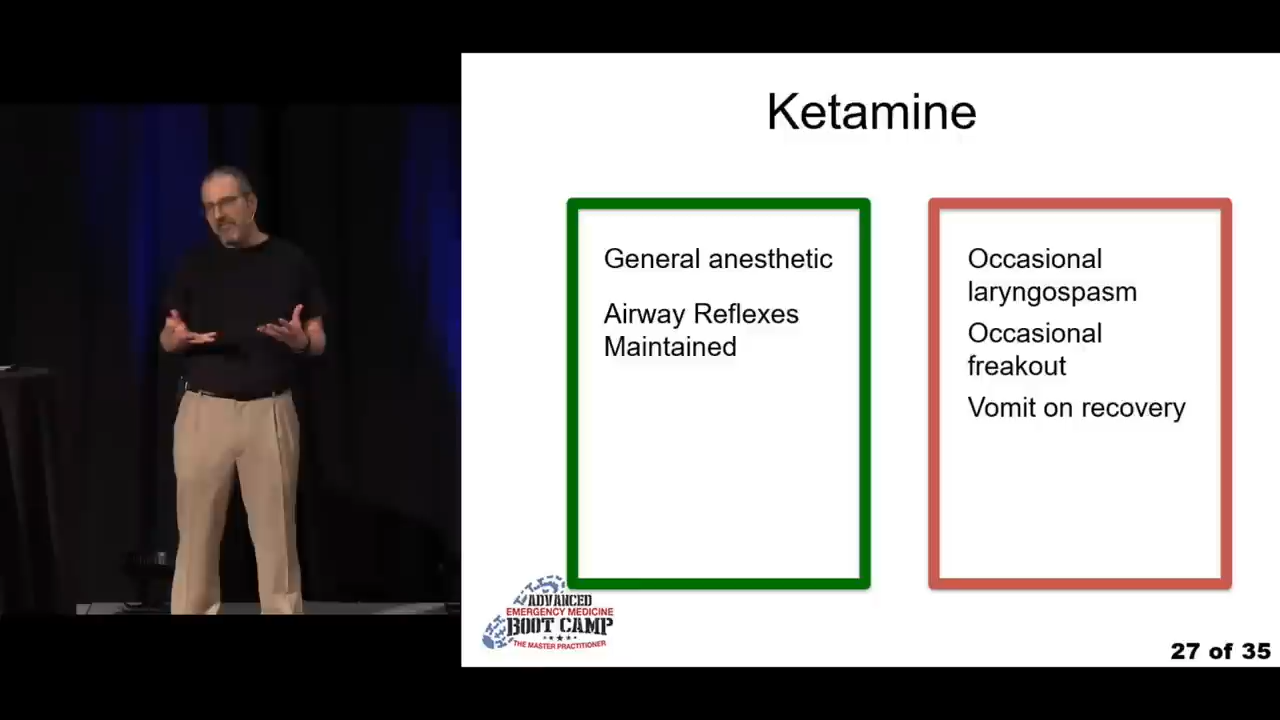 Ketamine
General anesthetic
Airway Reflexes
Maintained
Occasional
laryngospasm
Occasional
freakout
Vomit on recovery
ADVANCED
EMERGENCY MEDICINE
BOOT CAMP
THE MASTER PRACTITIONER
27 of 35